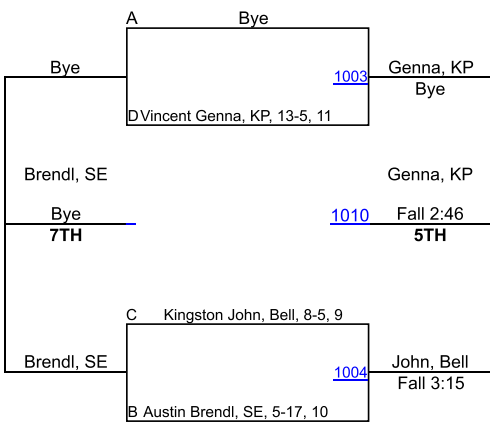 A Bye
Bye
1003
Genna, KP
Bye
D Vincent Genna, KP, 13-5, 11
Brendl, SE
Genna, KP
Bye
1010
Fall 2:46
7TH
5TH
C Kingston John, Bell, 8-5, 9
Brendl, SE
1004
John, Bell
Fall 3:15
B Austin Brendl, SE, 5-17, 10